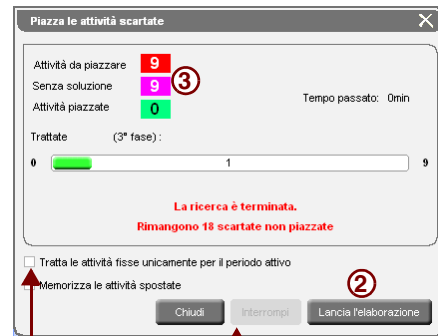 Piazza le attività scartate
Attività da piazzare 9
Senza soluzione 9 3
Attività piazzate 0
Tempo passato: 0min
Trattate (3° fase) :
0 1 9
La ricerca è terminata.
Rimangono 18 scartate non piazzate
Tratta le attività fisse unicamente per il periodo attivo
2
Memorizza le attività spostate
Chiudi Interrompi Lancia l'elaborazione